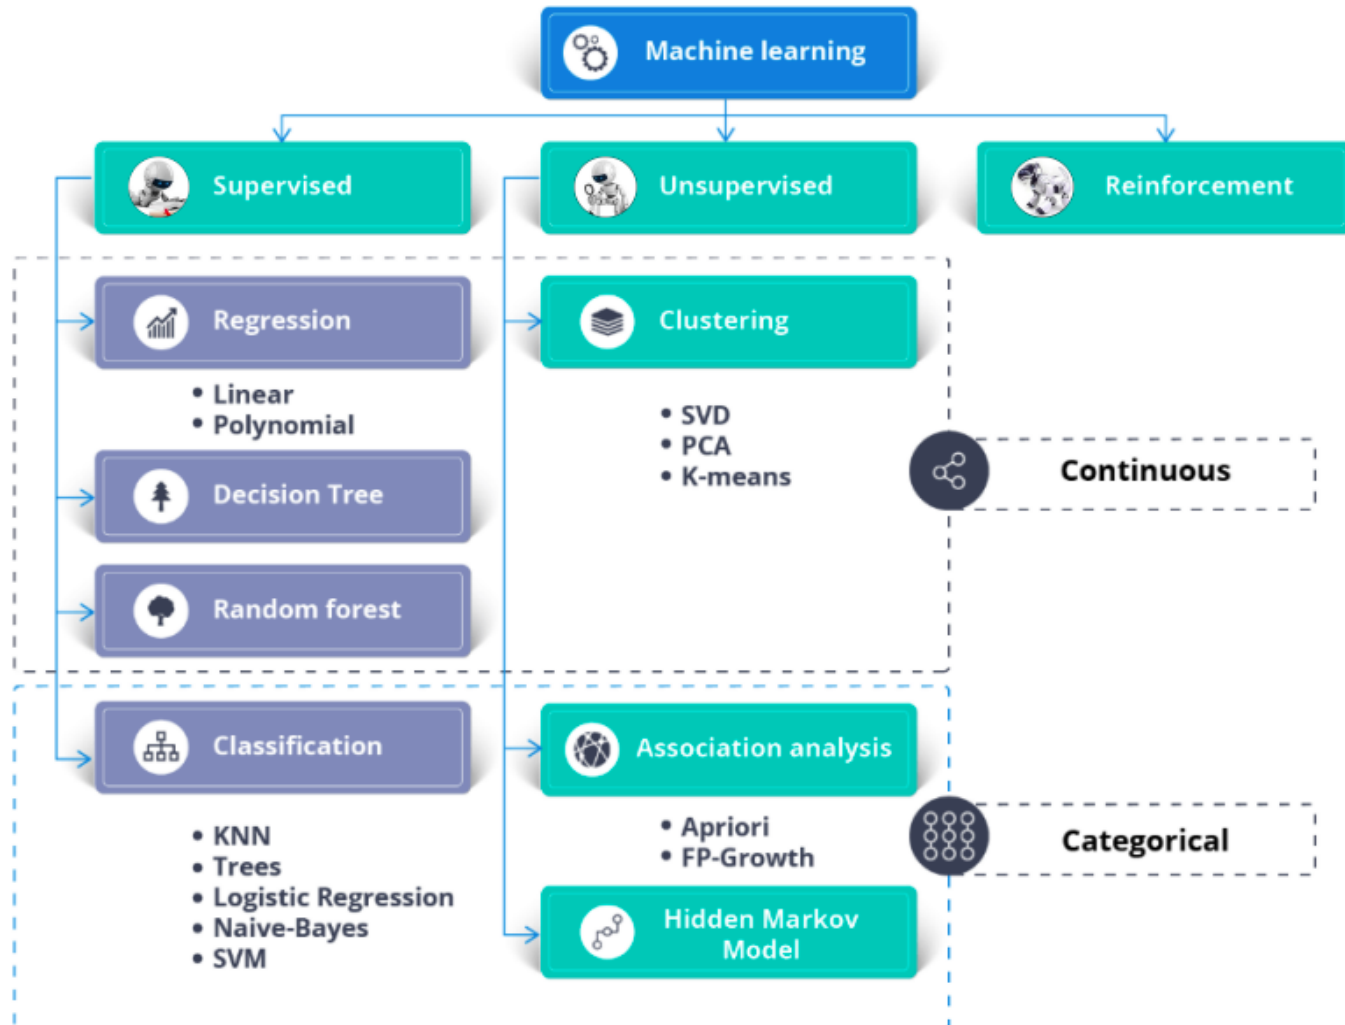 Machine learning
Supervised
Unsupervised
Reinforcement
Regression
• Linear
• Polynomial
Decision Tree
Random forest
Clustering
• SVD
• PCA
• K-means
Continuous
Classification
• KNN
• Trees
• Logistic Regression
• Naive-Bayes
• SVM
Association analysis
• Apriori
• FP-Growth
Hidden Markov
Model
Categorical